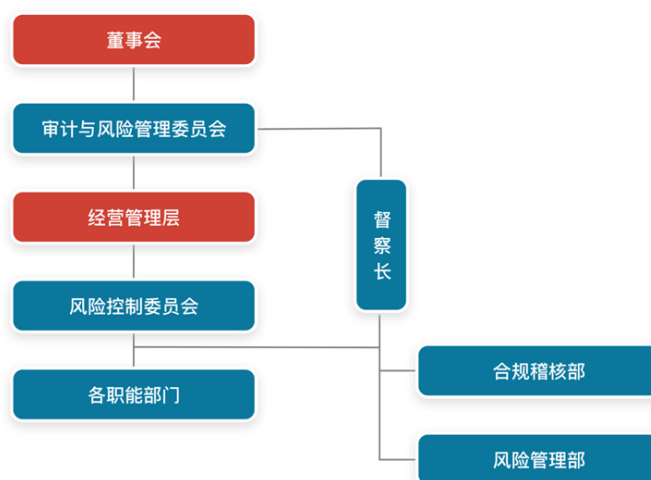 董事会
审计与风险管理委员会
经营管理层
督察长
风险控制委员会
合规稽核部
各职能部门
风险管理部